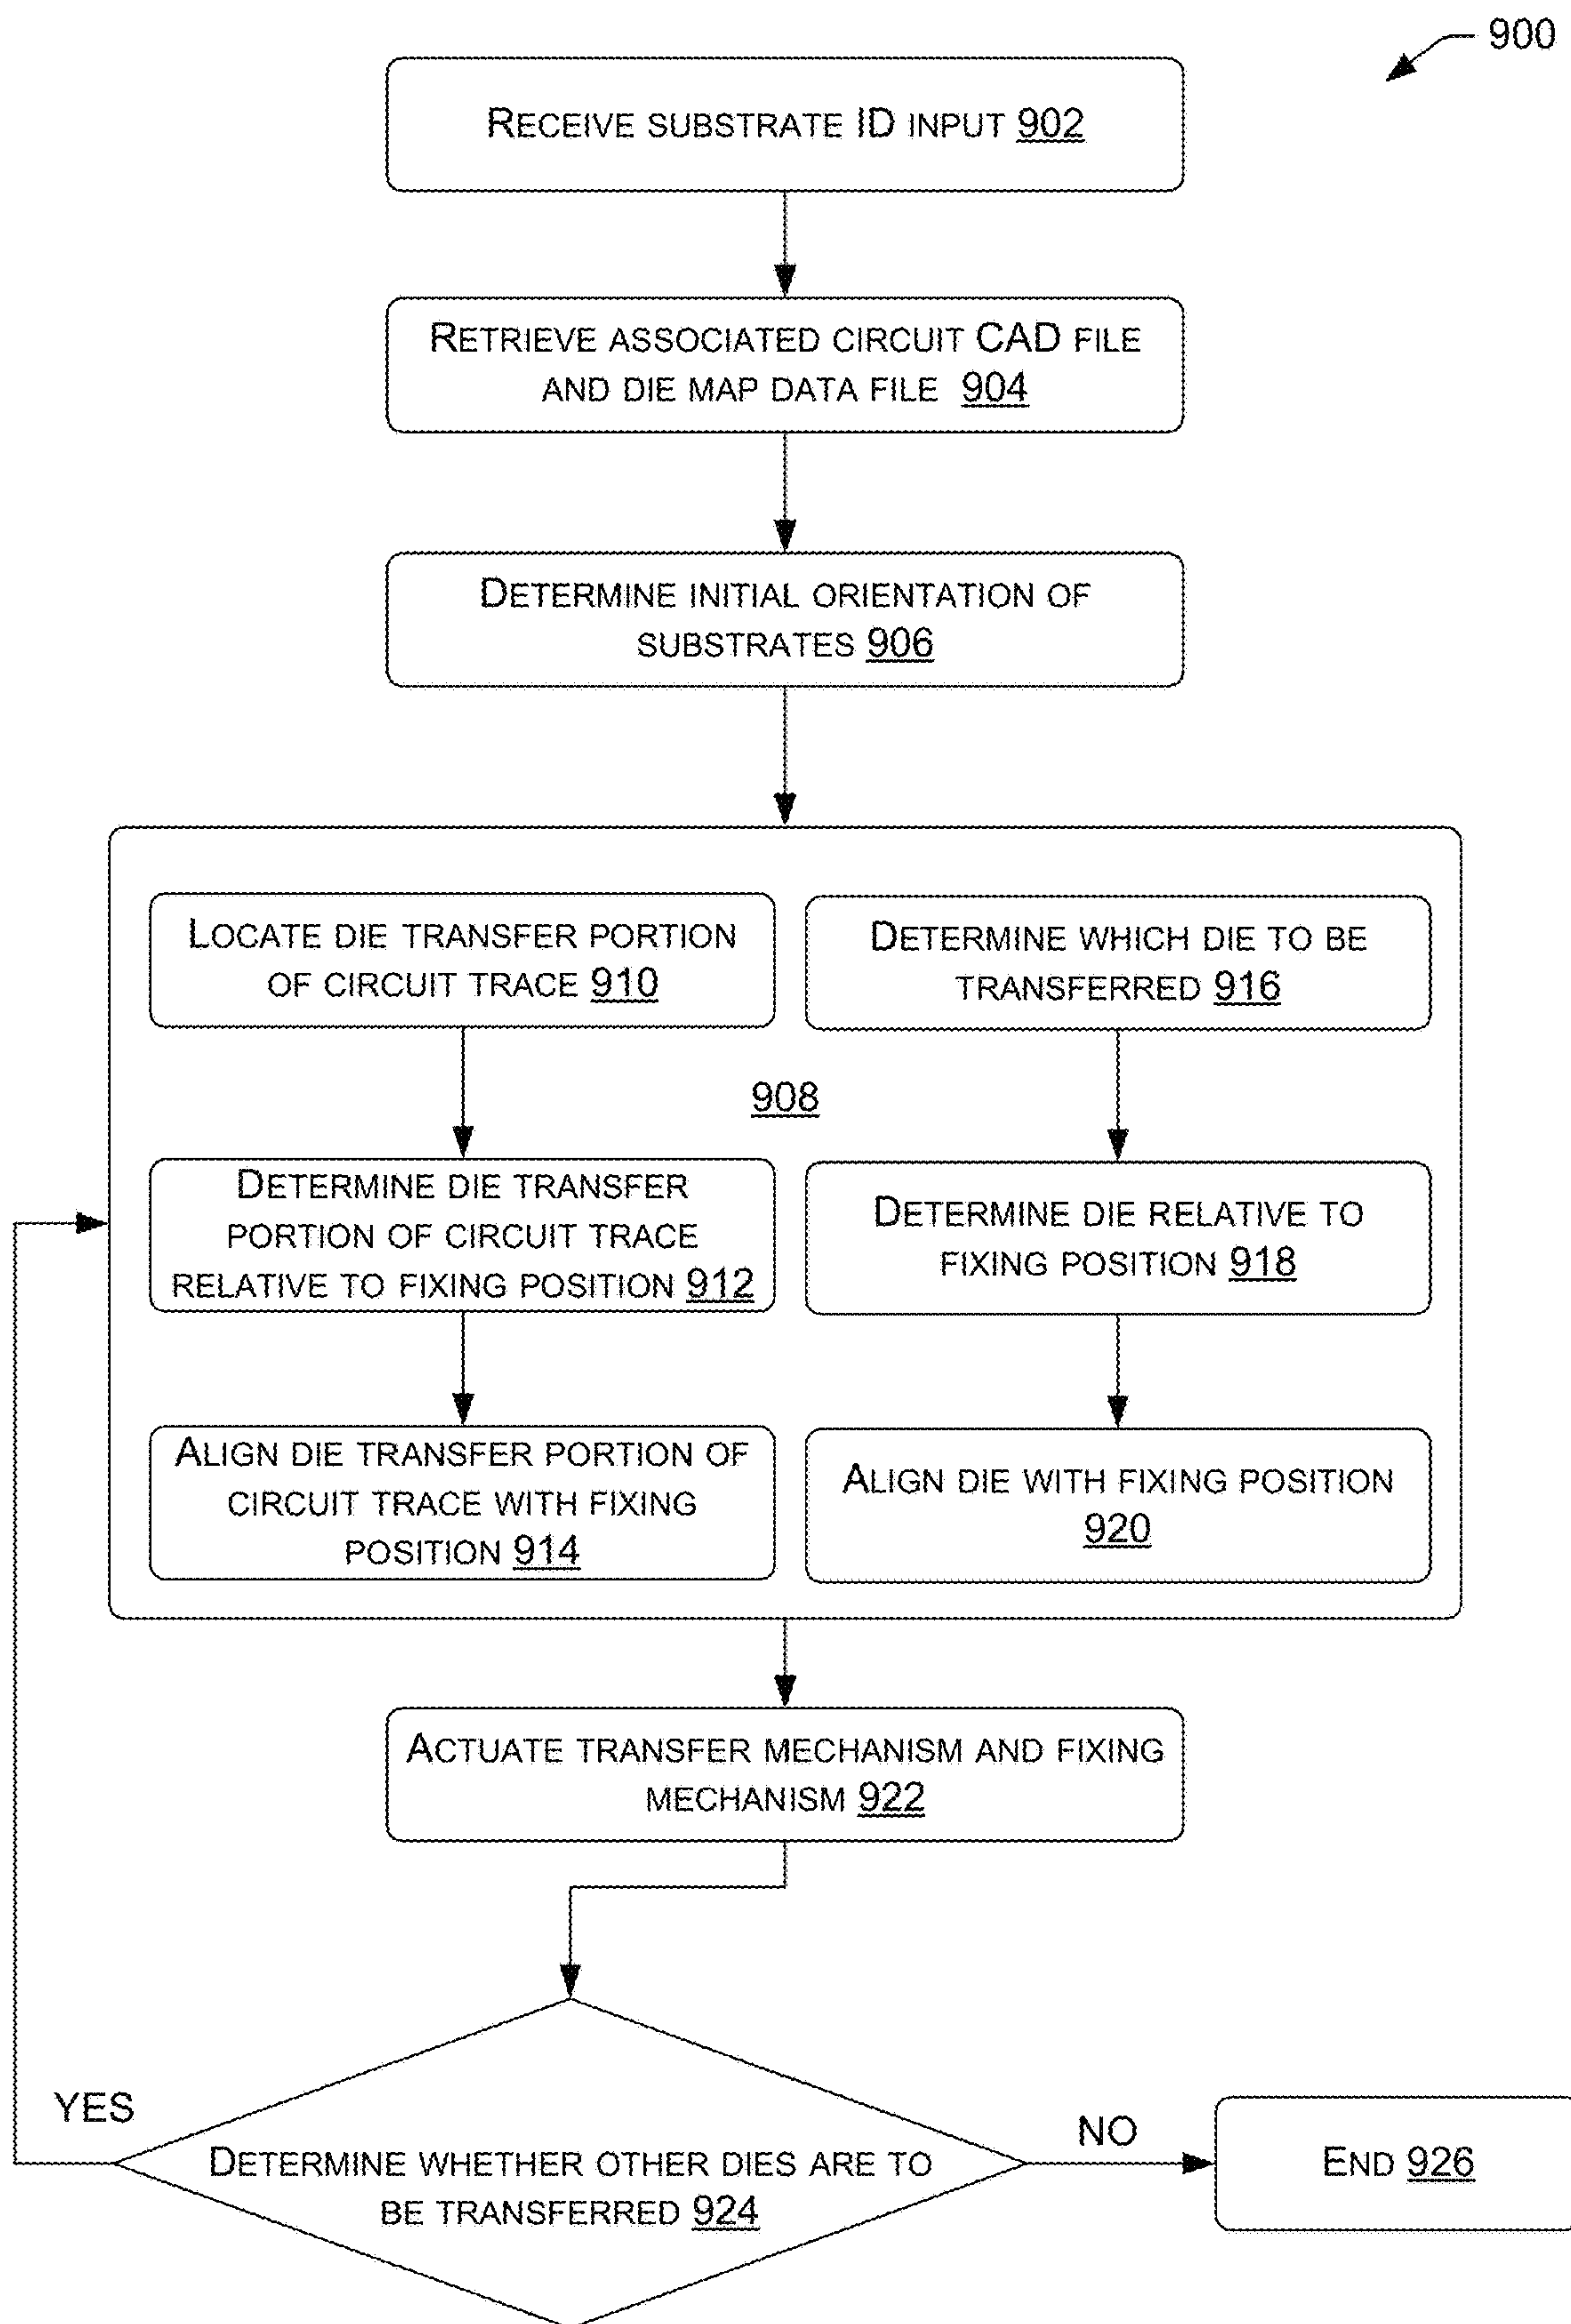 900
RECEIVE SUBSTRATE ID INPUT 902
RETRIEVE ASSOCIATED CIRCUIT CAD FILE
AND DIE MAP DATA FILE 904
DETERMINE INITIAL ORIENTATION OF
SUBSTRATES 906
LOCATE DIE TRANSFER PORTION
OF CIRCUIT TRACE 910
DETERMINE WHICH DIE TO BE
TRANSFERRED 916
908
DETERMINE DIE TRANSFER
PORTION OF CIRCUIT TRACE
RELATIVE TO FIXING POSITION 912
DETERMINE DIE RELATIVE TO
FIXING POSITION 918
ALIGN DIE TRANSFER PORTION OF
CIRCUIT TRACE WITH FIXING
POSITION 914
ALIGN DIE WITH FIXING POSITION
920
ACTUATE TRANSFER MECHANISM AND FIXING
MECHANISM 922
YES
DETERMINE WHETHER OTHER DIES ARE TO
BE TRANSFERRED 924
NO
END 926